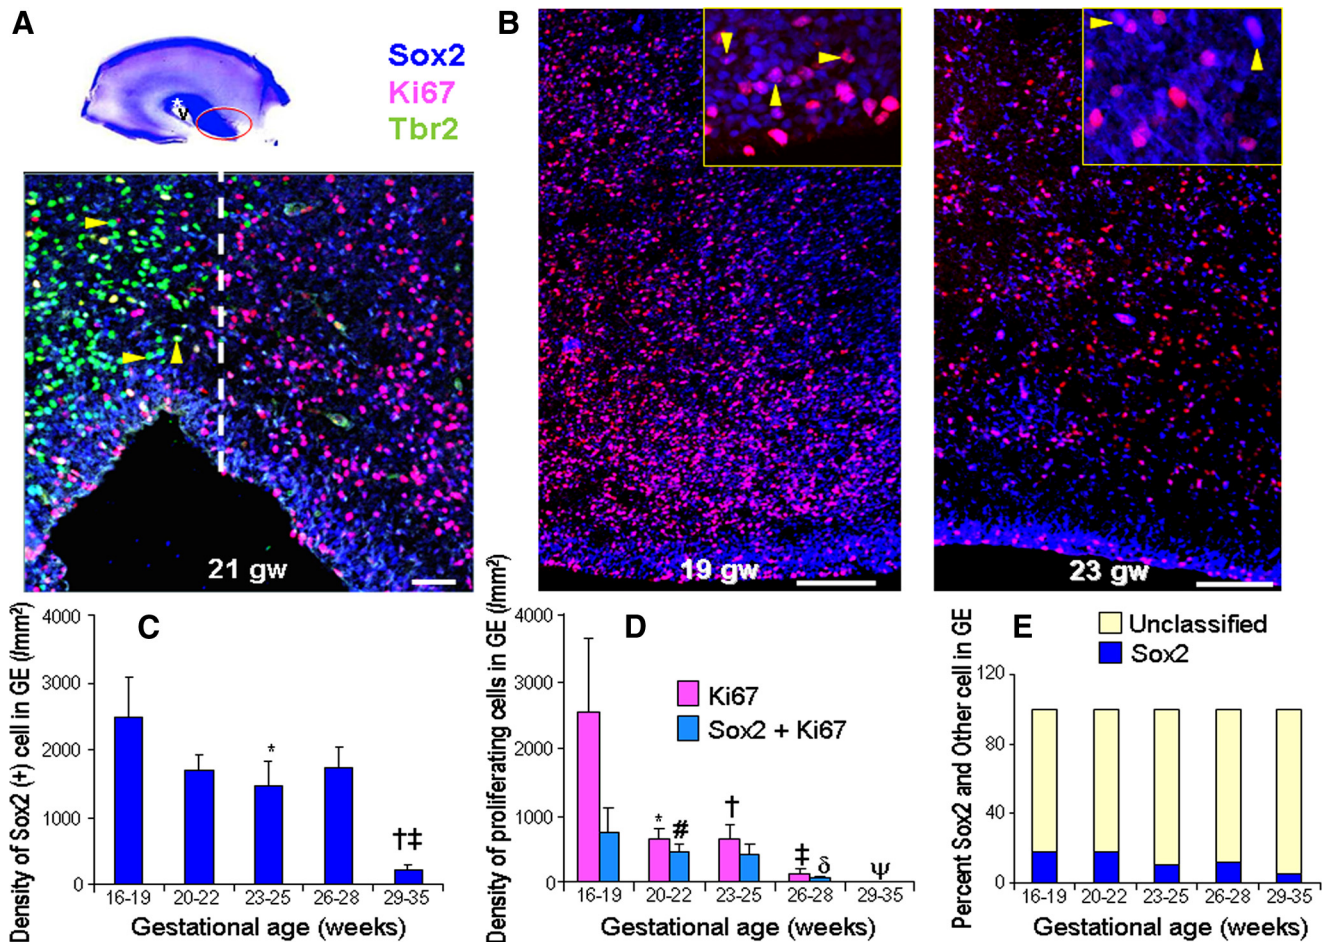 A
Sox2
Ki67
Tbr2
*
v
21 gw
B
19 gw
23 gw
C
Density of Sox2 (+) cell in GE (/mm²)
4000
3000
2000
1000
0
*
†‡
16-19
20-22
23-25
26-28
29-35
Gestational age (weeks)
D
Density of proliferating cells in GE (/mm²)
4000
3000
2000
1000
0
Ki67
Sox2 + Ki67
*
#
†
‡
δ
ψ
16-19
20-22
23-25
26-28
29-35
Gestational age (weeks)
E
Unclassified
Sox2
Percent Sox2 and Other cell in GE
120
80
40
0
16-19
20-22
23-25
26-28
29-35
Gestational age (weeks)